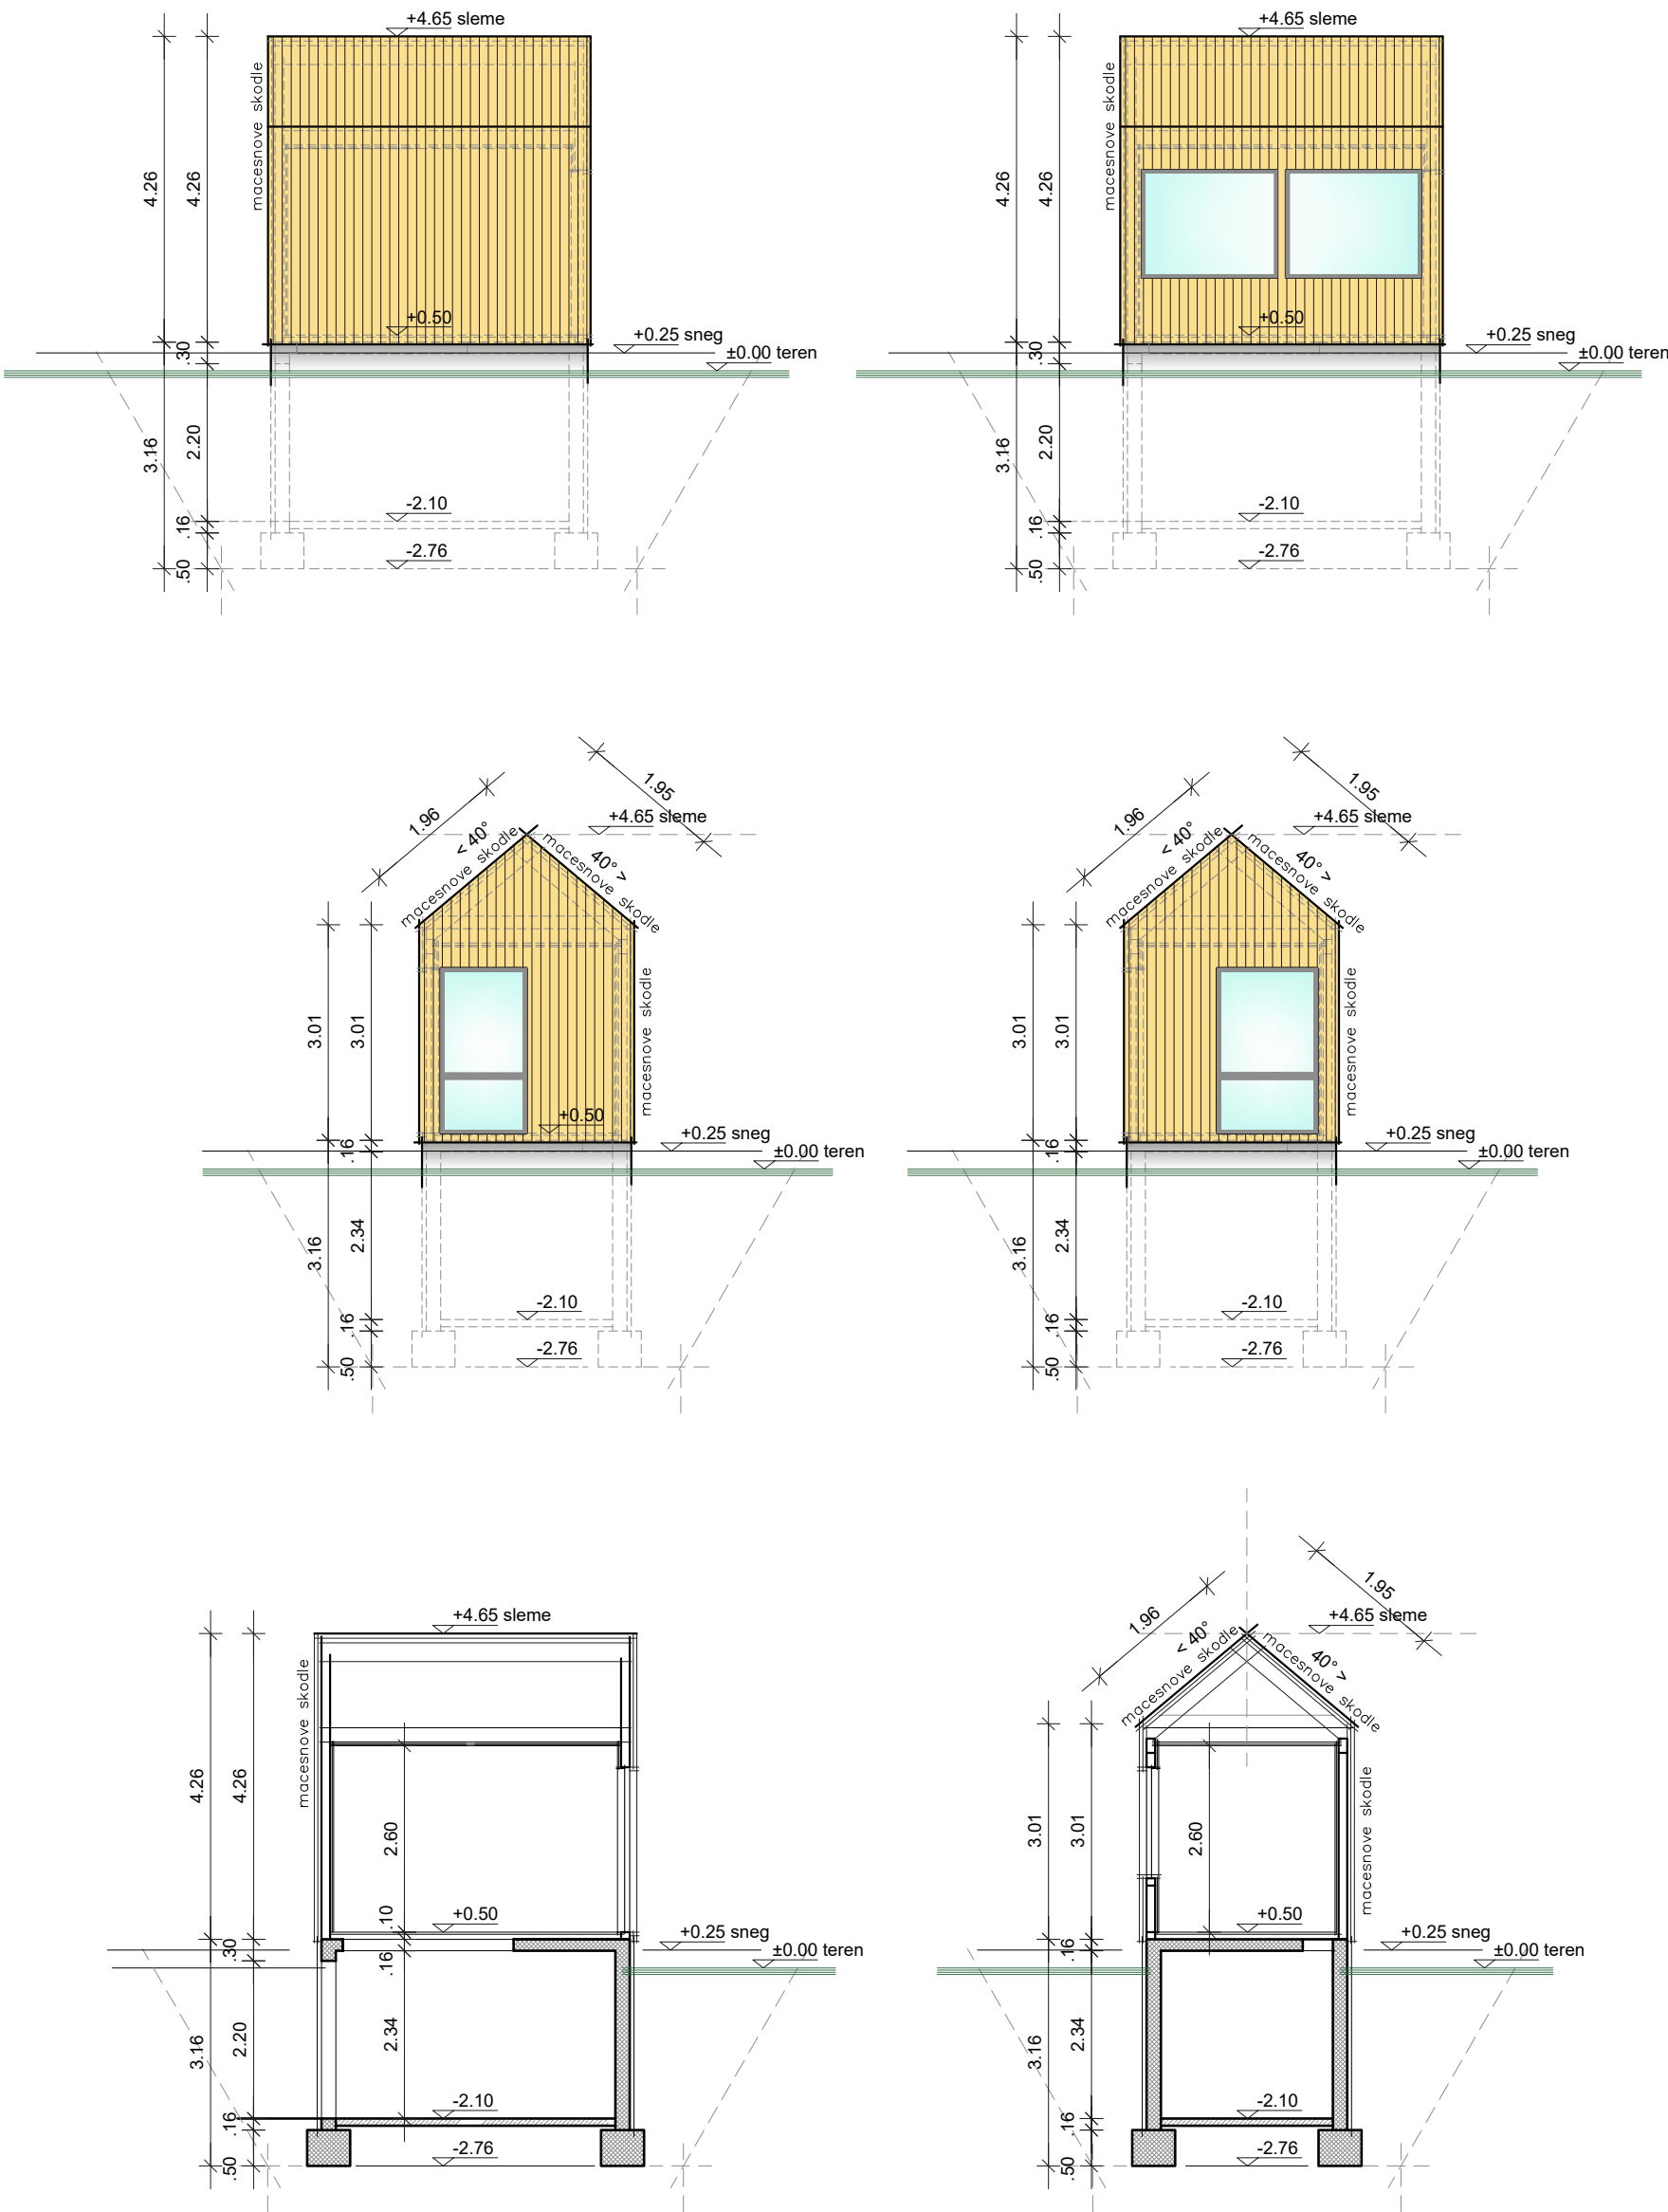 +4.65 sleme
macesnove skodle
4.26
4.26
+0.50
+0.25 sneg
±0.00 teren
.30
3.16
2.20
-2.10
.16
-2.76
.50
+4.65 sleme
macesnove skodle
4.26
4.26
+0.50
+0.25 sneg
±0.00 teren
.30
3.16
2.20
-2.10
.16
-2.76
.50
1.96
1.95
+4.65 sleme
< 40°
40° >
macesnove skodle
macesnove skodle
3.01
3.01
macesnove skodle
+0.50
+0.25 sneg
±0.00 teren
.16
3.16
2.34
-2.10
.16
-2.76
.50
1.96
1.95
+4.65 sleme
< 40°
40° >
macesnove skodle
macesnove skodle
3.01
3.01
macesnove skodle
+0.25 sneg
±0.00 teren
.16
3.16
2.34
-2.10
.16
-2.76
.50
+4.65 sleme
macesnove skodle
4.26
4.26
2.60
.10
+0.50
+0.25 sneg
±0.00 teren
.30
.16
3.16
2.20
2.34
-2.10
.16
-2.76
.50
1.96
1.95
+4.65 sleme
< 40°
40° >
macesnove skodle
macesnove skodle
3.01
3.01
2.60
macesnove skodle
+0.50
+0.25 sneg
±0.00 teren
.16
3.16
2.34
-2.10
.16
-2.76
.50